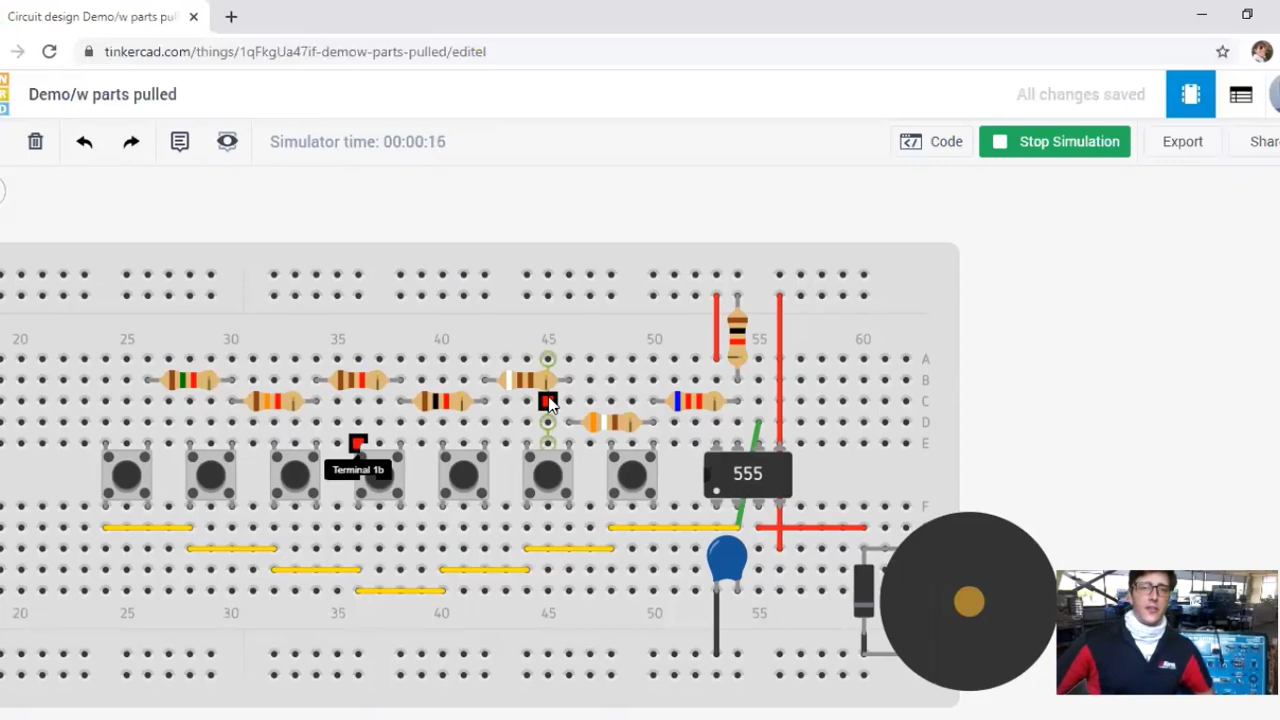 Circuit design Demo/w parts pul
tinkercad.com/things/1qFkgUa47if-demow-parts-pulled/editel
N
R
D
Demo/w parts pulled
All changes saved
Simulator time: 00:00:16
Code
Stop Simulation
Export
Shar
20 25 30 35 40 45 50 55 60
A
B
C
D
E
Terminal 1b
555
F
20 25 30 35 40 45 50 55